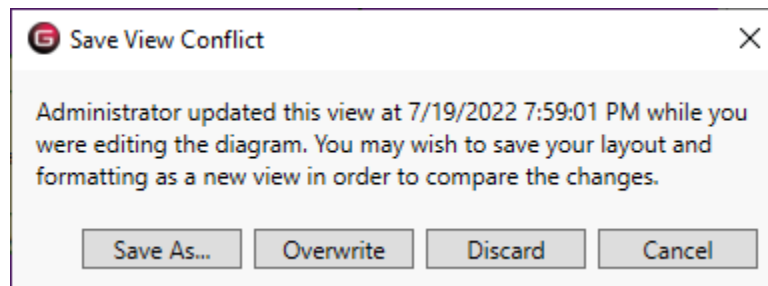 G Save View Conflict
Administrator updated this view at 7/19/2022 7:59:01 PM while you
were editing the diagram. You may wish to save your layout and
formatting as a new view in order to compare the changes.
Save As... Overwrite Discard Cancel